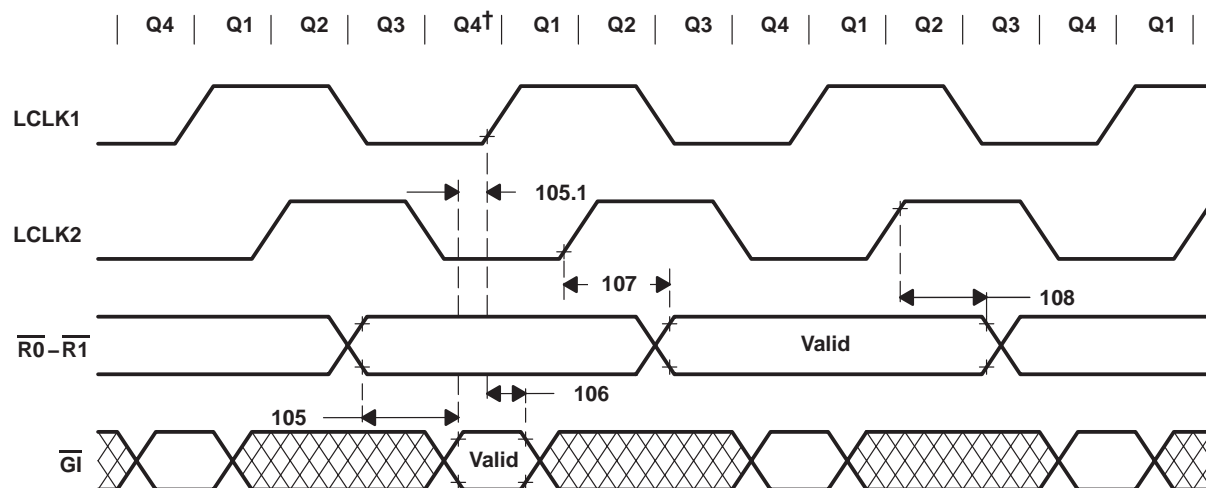 Q4 Q1 Q2 Q3 Q4† Q1 Q2 Q3 Q4 Q1 Q2 Q3 Q4 Q1
LCLK1
105.1
LCLK2
107
108
R0–R1
Valid
106
105
GI
Valid